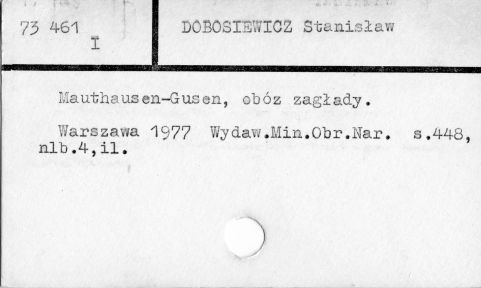 73 461
I
DOBOSIEWICZ Stanisław
Mauthausen-Gusen, obóz zagłady.
Warszawa 1977 Wydaw.Min.Obr.Nar. s.448,
nlb.4,il.